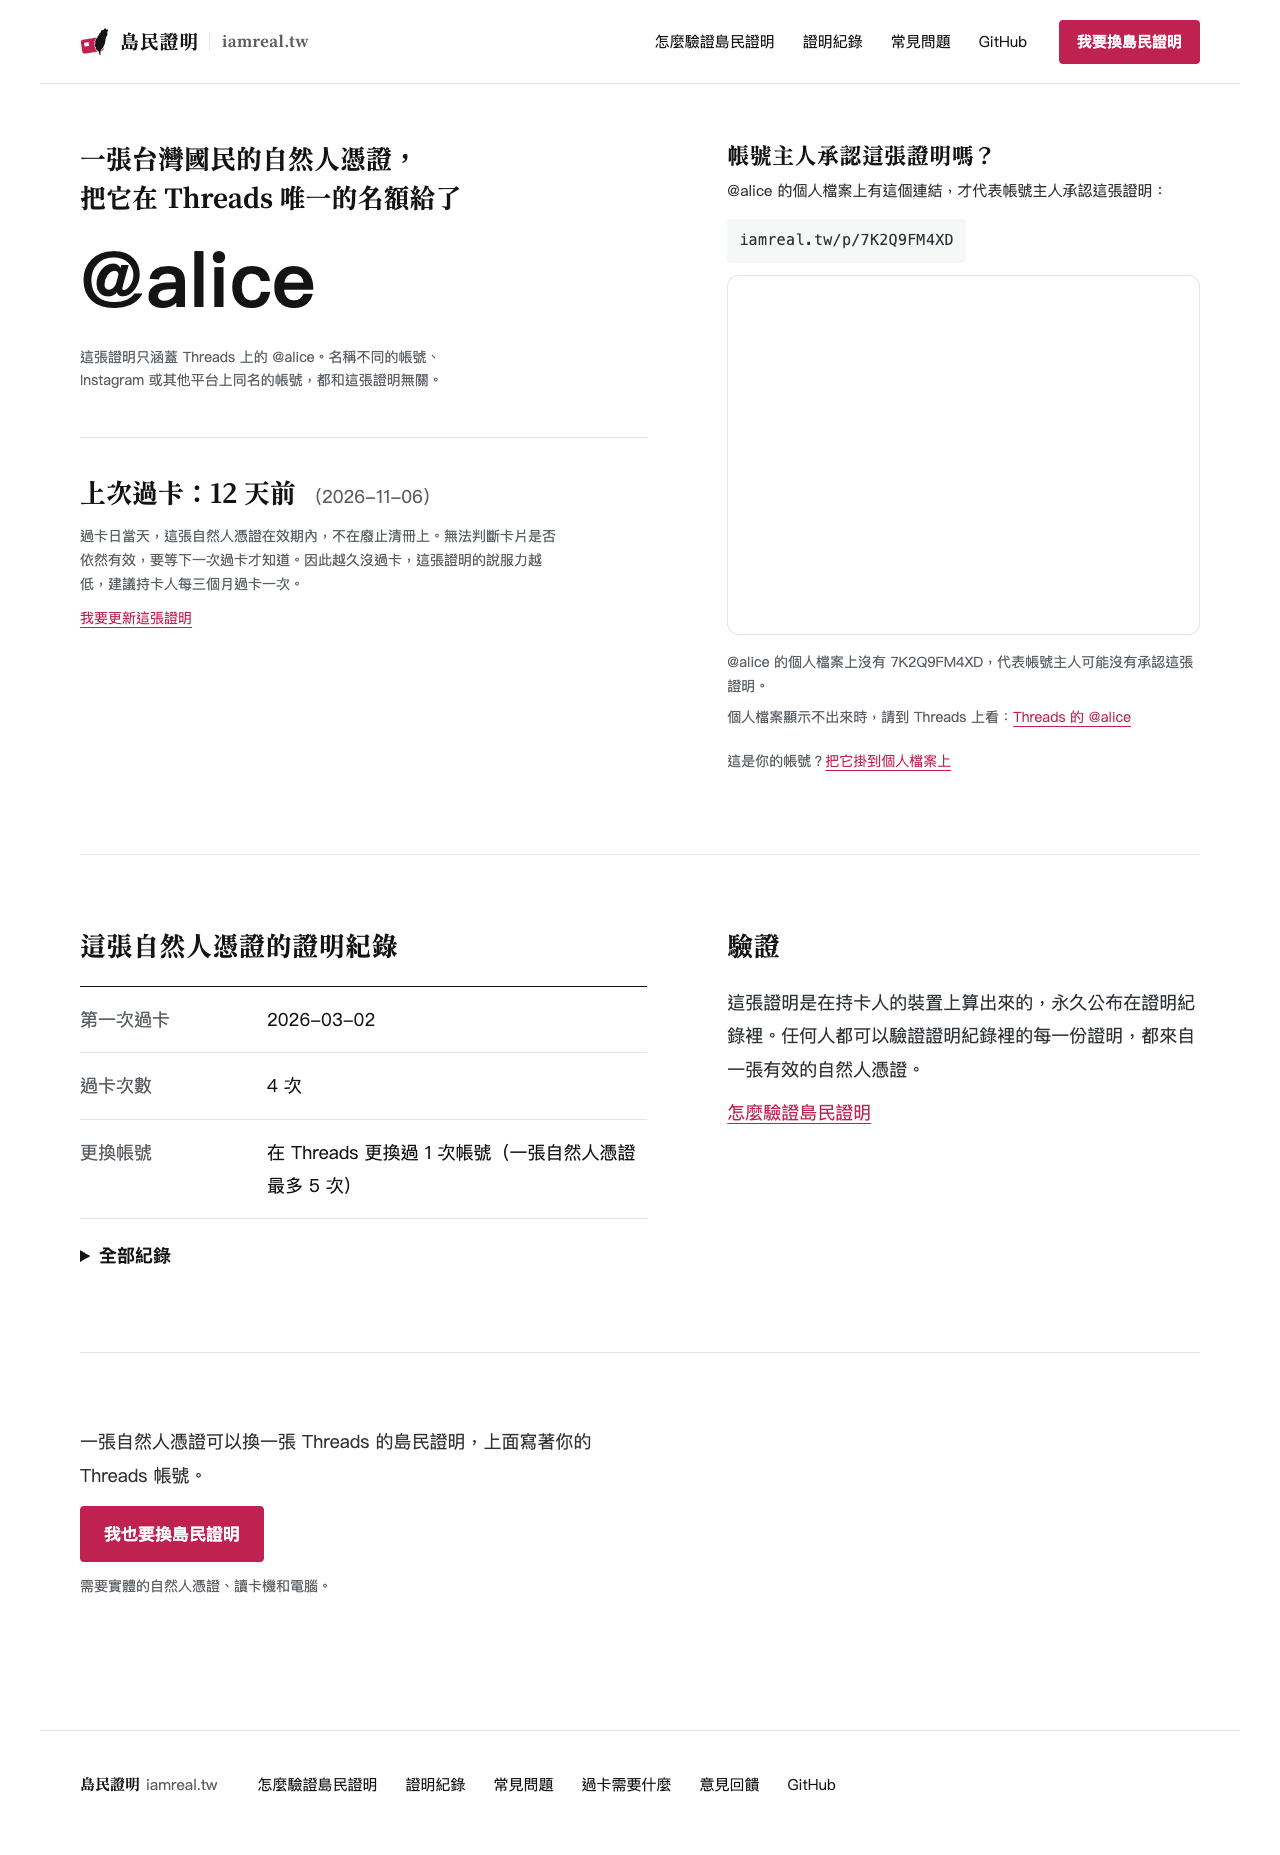 島民證明 iamreal.tw 怎麼驗證島民證明 證明紀錄 常見問題 GitHub 我要換島民證明
一張台灣國民的自然人憑證，
把它在 Threads 唯一的名額給了
@alice
這張證明只涵蓋 Threads 上的 @alice。名稱不同的帳號、
Instagram 或其他平台上同名的帳號，都和這張證明無關。
上次過卡：12 天前 （2026-11-06）
過卡日當天，這張自然人憑證在效期內，不在廢止清冊上。無法判斷卡片是否
依然有效，要等下一次過卡才知道。因此越久沒過卡，這張證明的說服力越
低，建議持卡人每三個月過卡一次。
我要更新這張證明
帳號主人承認這張證明嗎？
@alice 的個人檔案上有這個連結，才代表帳號主人承認這張證明：
iamreal.tw/p/7K2Q9FM4XD
@alice 的個人檔案上沒有 7K2Q9FM4XD，代表帳號主人可能沒有承認這張
證明。
個人檔案顯示不出來時，請到 Threads 上看：Threads 的 @alice
這是你的帳號？把它掛到個人檔案上
這張自然人憑證的證明紀錄
第一次過卡 2026-03-02
過卡次數 4 次
更換帳號 在 Threads 更換過 1 次帳號（一張自然人憑證
最多 5 次）
全部紀錄
驗證
這張證明是在持卡人的裝置上算出來的，永久公布在證明紀
錄裡。任何人都可以驗證證明紀錄裡的每一份證明，都來自
一張有效的自然人憑證。
怎麼驗證島民證明
一張自然人憑證可以換一張 Threads 的島民證明，上面寫著你的
Threads 帳號。
我也要換島民證明
需要實體的自然人憑證、讀卡機和電腦。
島民證明 iamreal.tw 怎麼驗證島民證明 證明紀錄 常見問題 過卡需要什麼 意見回饋 GitHub